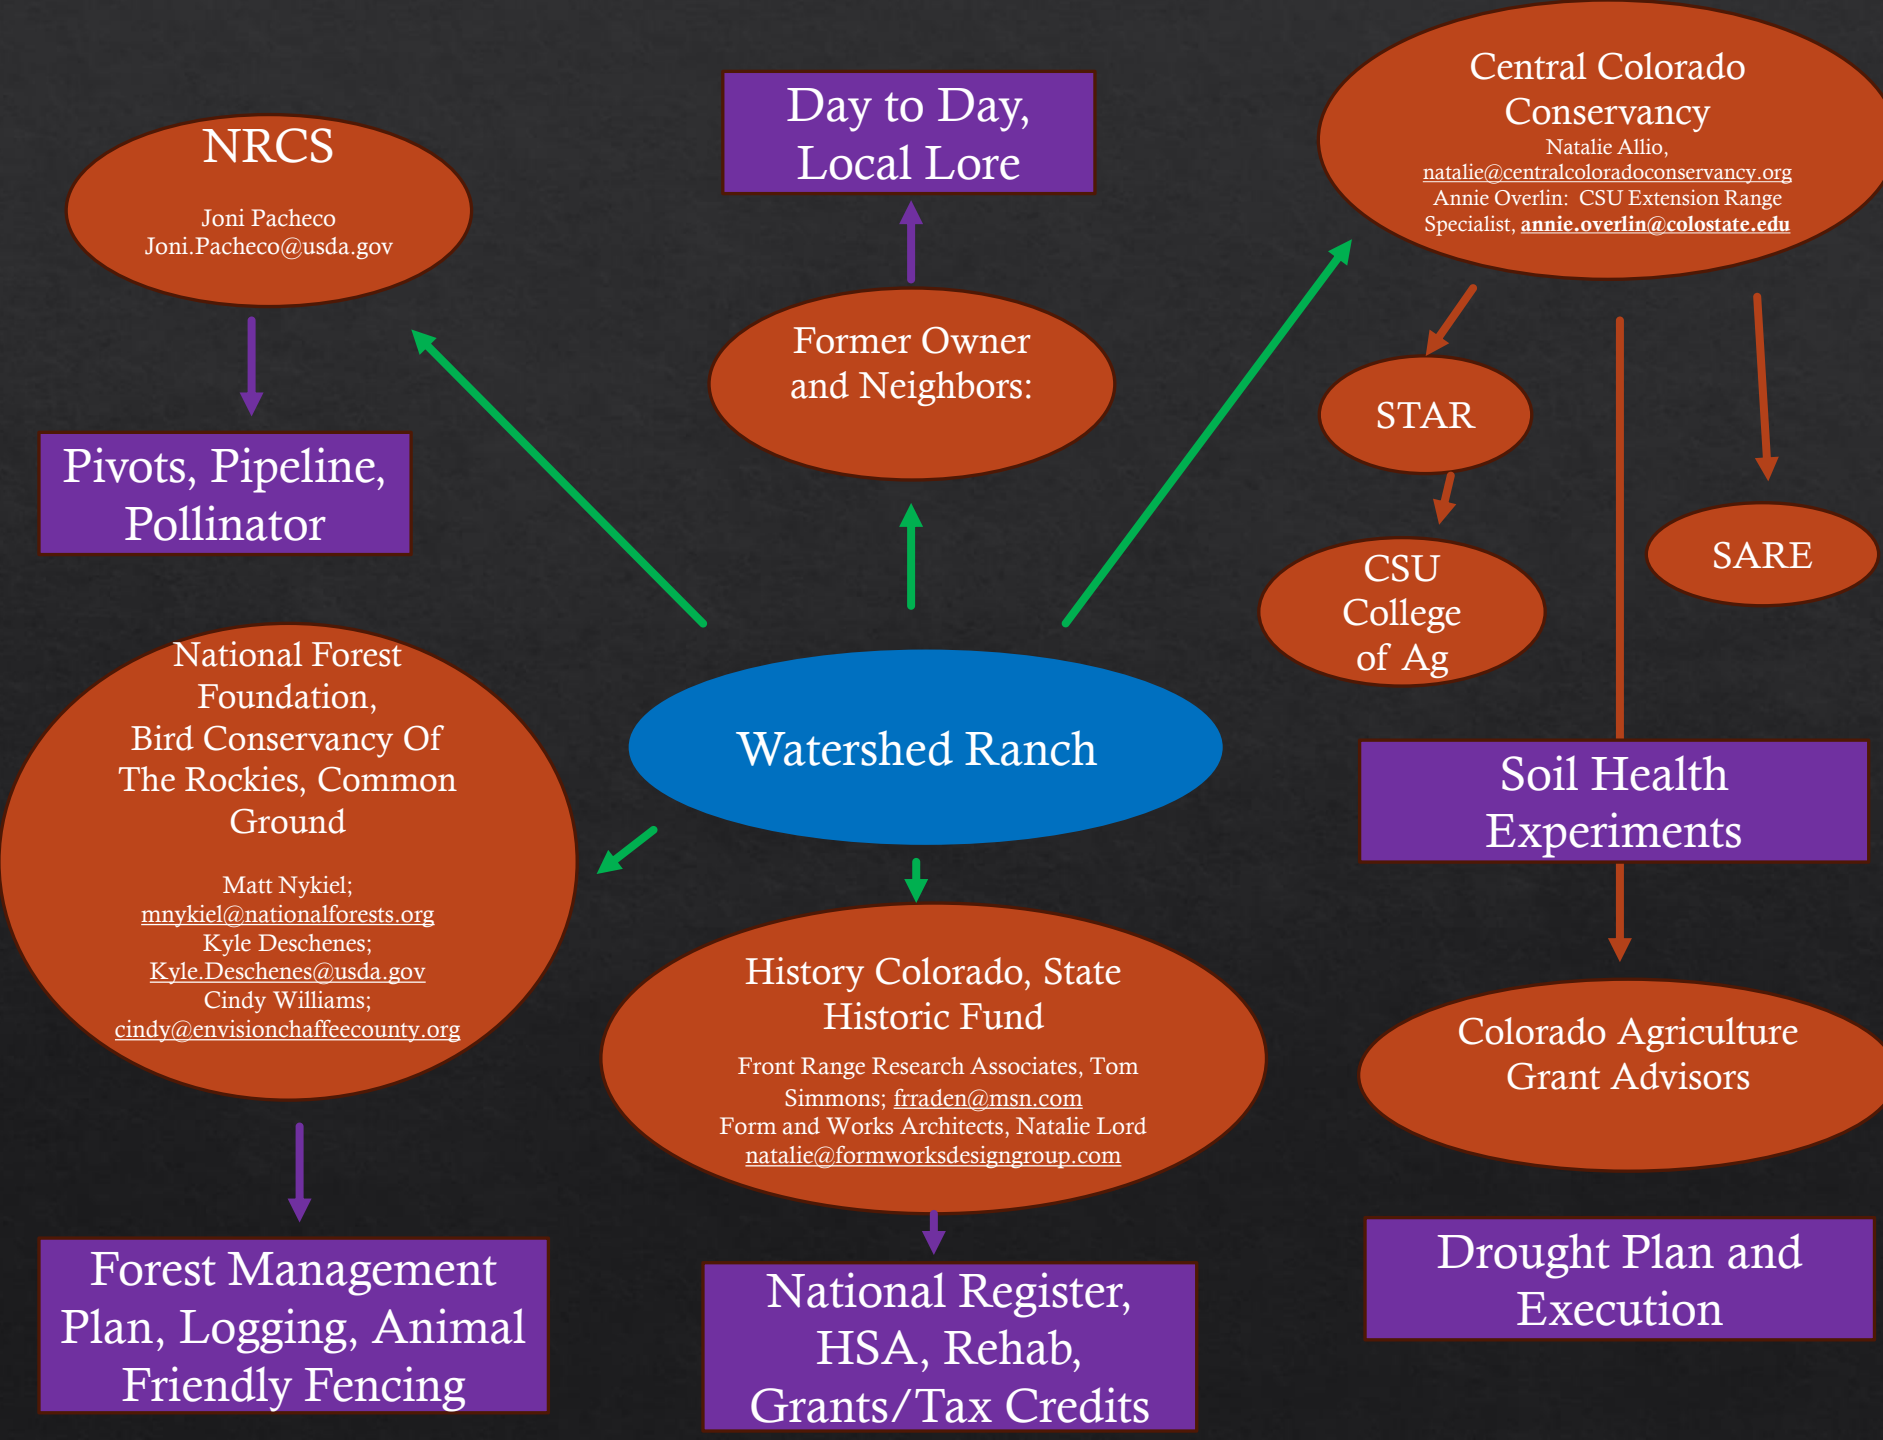 NRCS
Joni Pacheco
Joni.Pacheco@usda.gov
Pivots, Pipeline,
Pollinator
Day to Day,
Local Lore
Former Owner
and Neighbors:
Central Colorado
Conservancy
Natalie Allio,
natalie@centralcoloradoconservancy.org
Annie Overlin:  CSU Extension Range
Specialist, annie.overlin@colostate.edu
STAR
CSU
College
of Ag
SARE
Soil Health
Experiments
Colorado Agriculture
Grant Advisors
Drought Plan and
Execution
Watershed Ranch
National Forest
Foundation,
Bird Conservancy Of
The Rockies, Common
Ground
Matt Nykiel;
mnykiel@nationalforests.org
Kyle Deschenes;
Kyle.Deschenes@usda.gov
Cindy Williams;
cindy@envisionchaffeecounty.org
Forest Management
Plan, Logging, Animal
Friendly Fencing
History Colorado, State
Historic Fund
Front Range Research Associates, Tom
Simmons; frraden@msn.com
Form and Works Architects, Natalie Lord
natalie@formworksdesigngroup.com
National Register,
HSA, Rehab,
Grants/Tax Credits